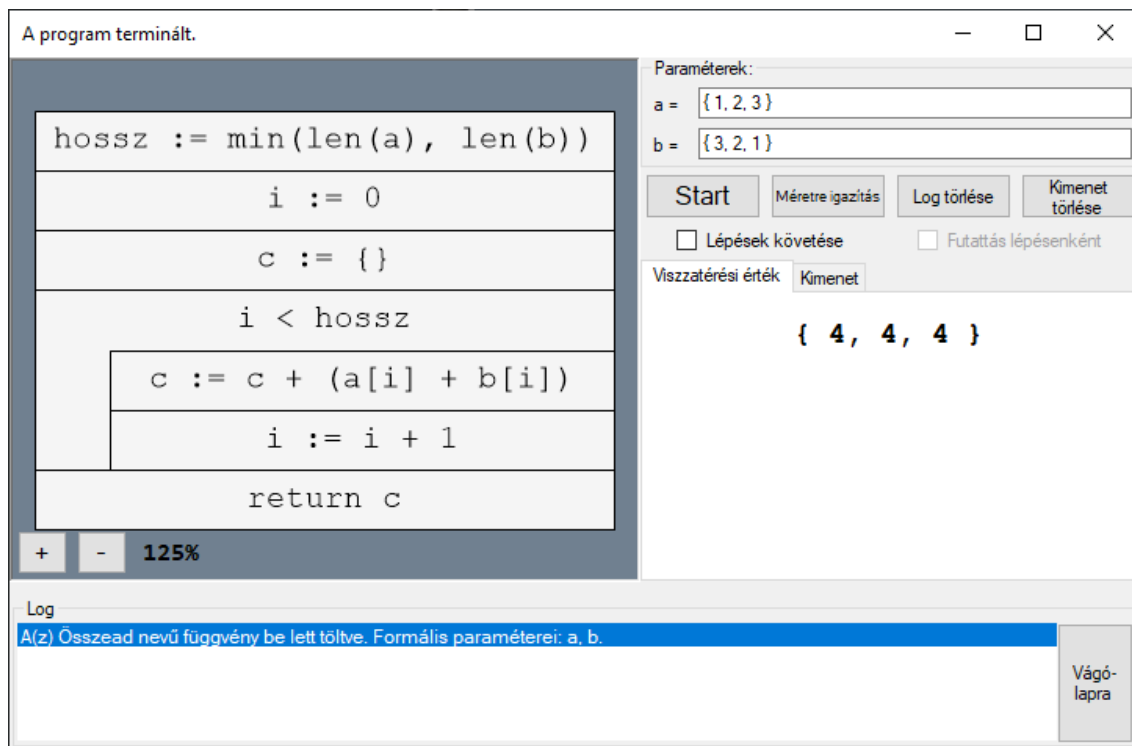 A program terminált.
hossz := min(len(a), len(b))
i := 0
c := {}
i < hossz
c := c + (a[i] + b[i])
i := i + 1
return c
+
-
125%
Paraméterek:
a = { 1, 2, 3 }
b = { 3, 2, 1 }
Start
Méretre igazítás
Log törlése
Kimenet
törlése
Lépések követése
Futattás lépésenként
Viszzatérési érték
Kimenet
{ 4, 4, 4 }
Log
A(z) Összead nevű függvény be lett töltve. Formális paraméterei: a, b.
Vágó-
lapra